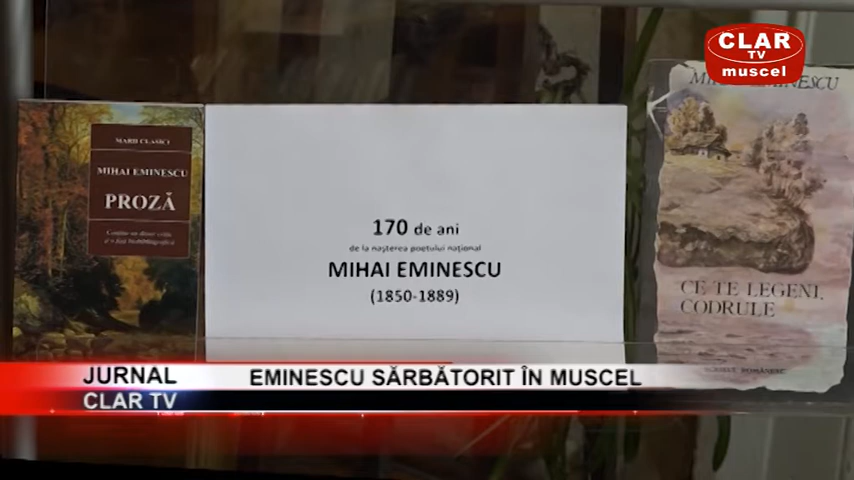 CLAR
TV
muscel
MARII CLASICI
MIHAI EMINESCU
PROZĂ
170 de ani
de la nașterea poetului național
MIHAI EMINESCU
(1850-1889)
EMINESCU
CE TE LEGENI,
CODRULE
ROMÂNESC
JURNAL
EMINESCU SĂRBĂTORIT ÎN MUSCEL
CLAR TV